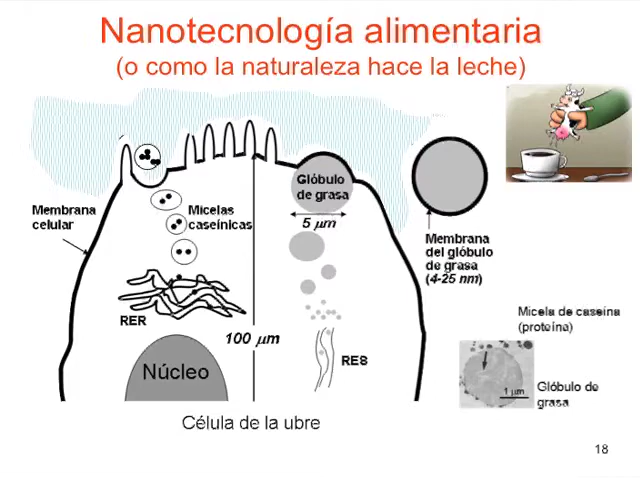 Nanotecnología alimentaria
(o como la naturaleza hace la leche)
Glóbulo
de grasa
5 μm
Membrana
celular
Micelas
caseínicas
Membrana
del glóbulo
de grasa
(4-25 nm)
RER
100 μm
RES
Núcleo
Micela de caseína
(proteína)
1 μm
Glóbulo de
grasa
Célula de la ubre
18